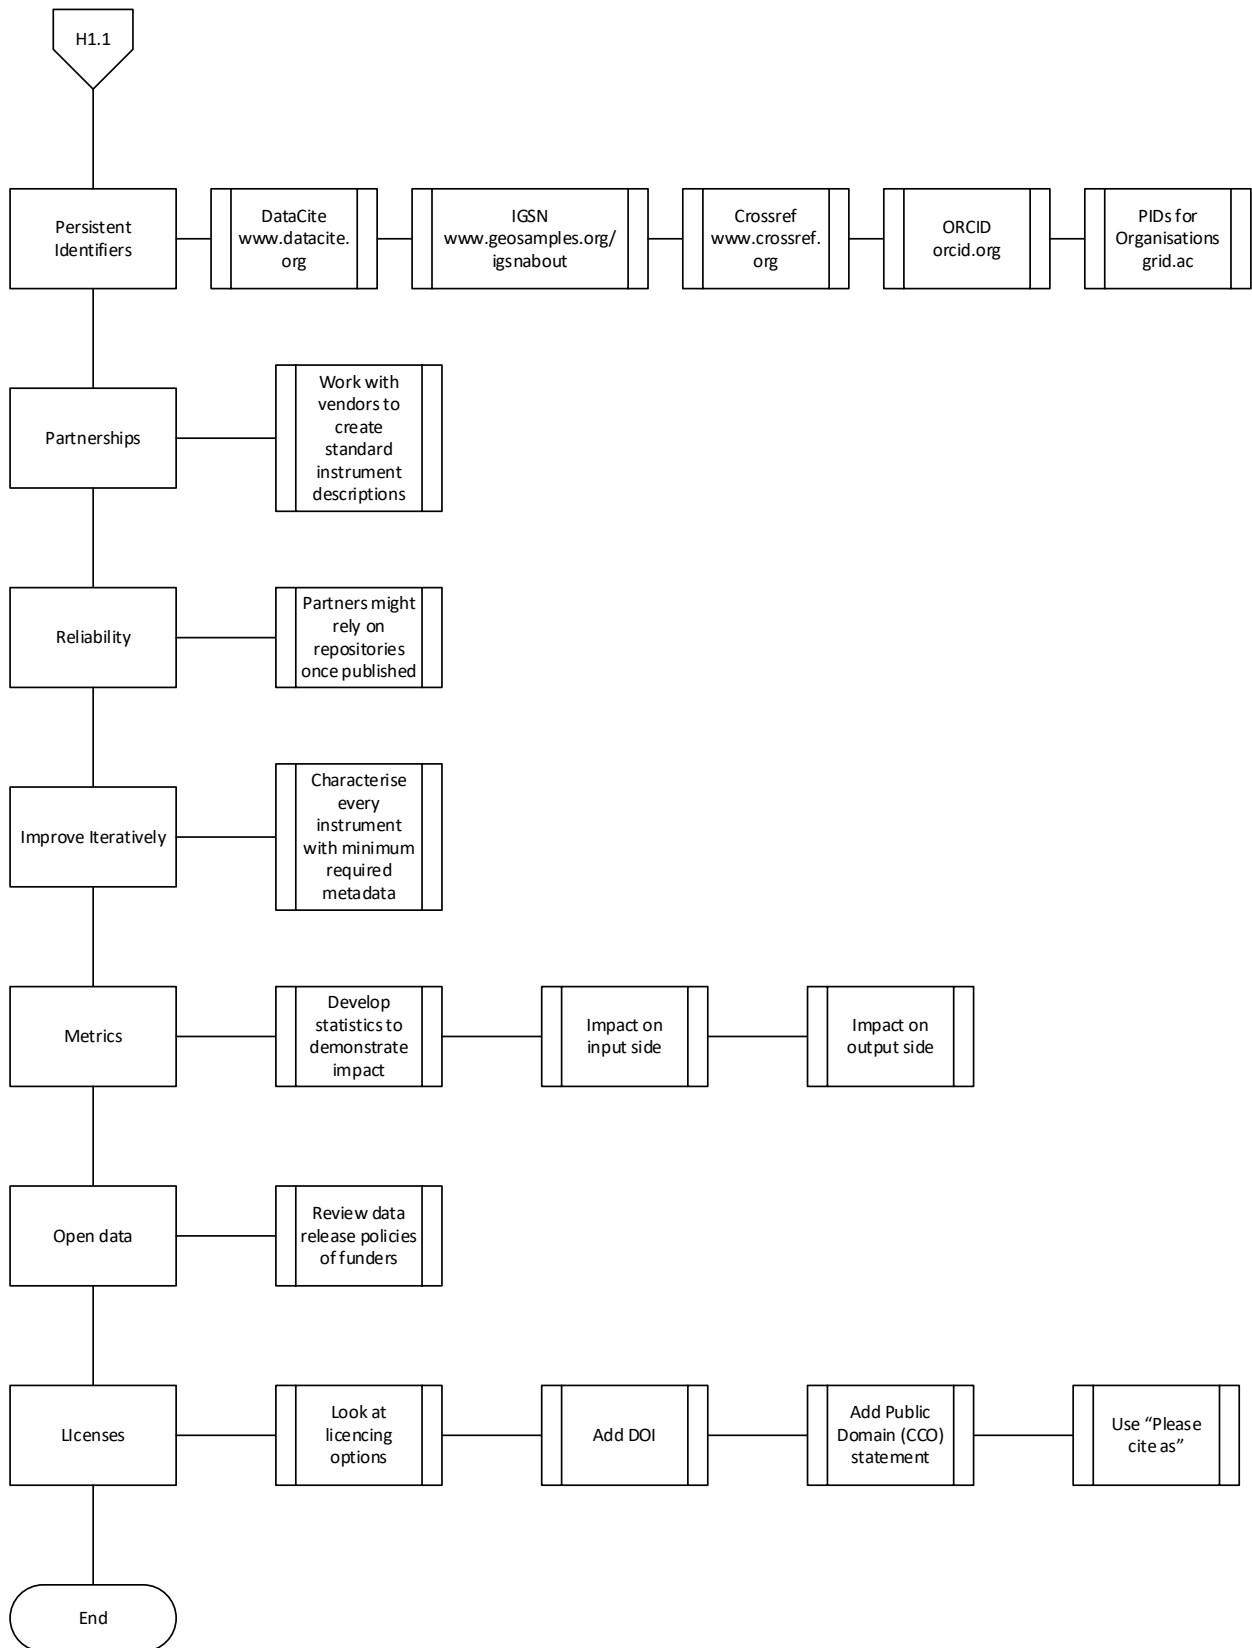 H1.1
Persistent
Identifiers
DataCite
www.datacite.
org
IGSN
www.geosamples.org/
igsnabout
Crossref
www.crossref.
org
ORCID
orcid.org
PIDs for
Organisations
grid.ac
Partnerships
Work with
vendors to
create
standard
instrument
descriptions
Reliability
Partners might
rely on
repositories
once published
Improve Iteratively
Characterise
every
instrument
with minimum
required
metadata
Metrics
Develop
statistics to
demonstrate
impact
Impact on
input side
Impact on
output side
Open data
Review data
release policies
of funders
LIcenses
Look at
licencing
options
Add DOI
Add Public
Domain (CCO)
statement
Use “Please
cite as”
End